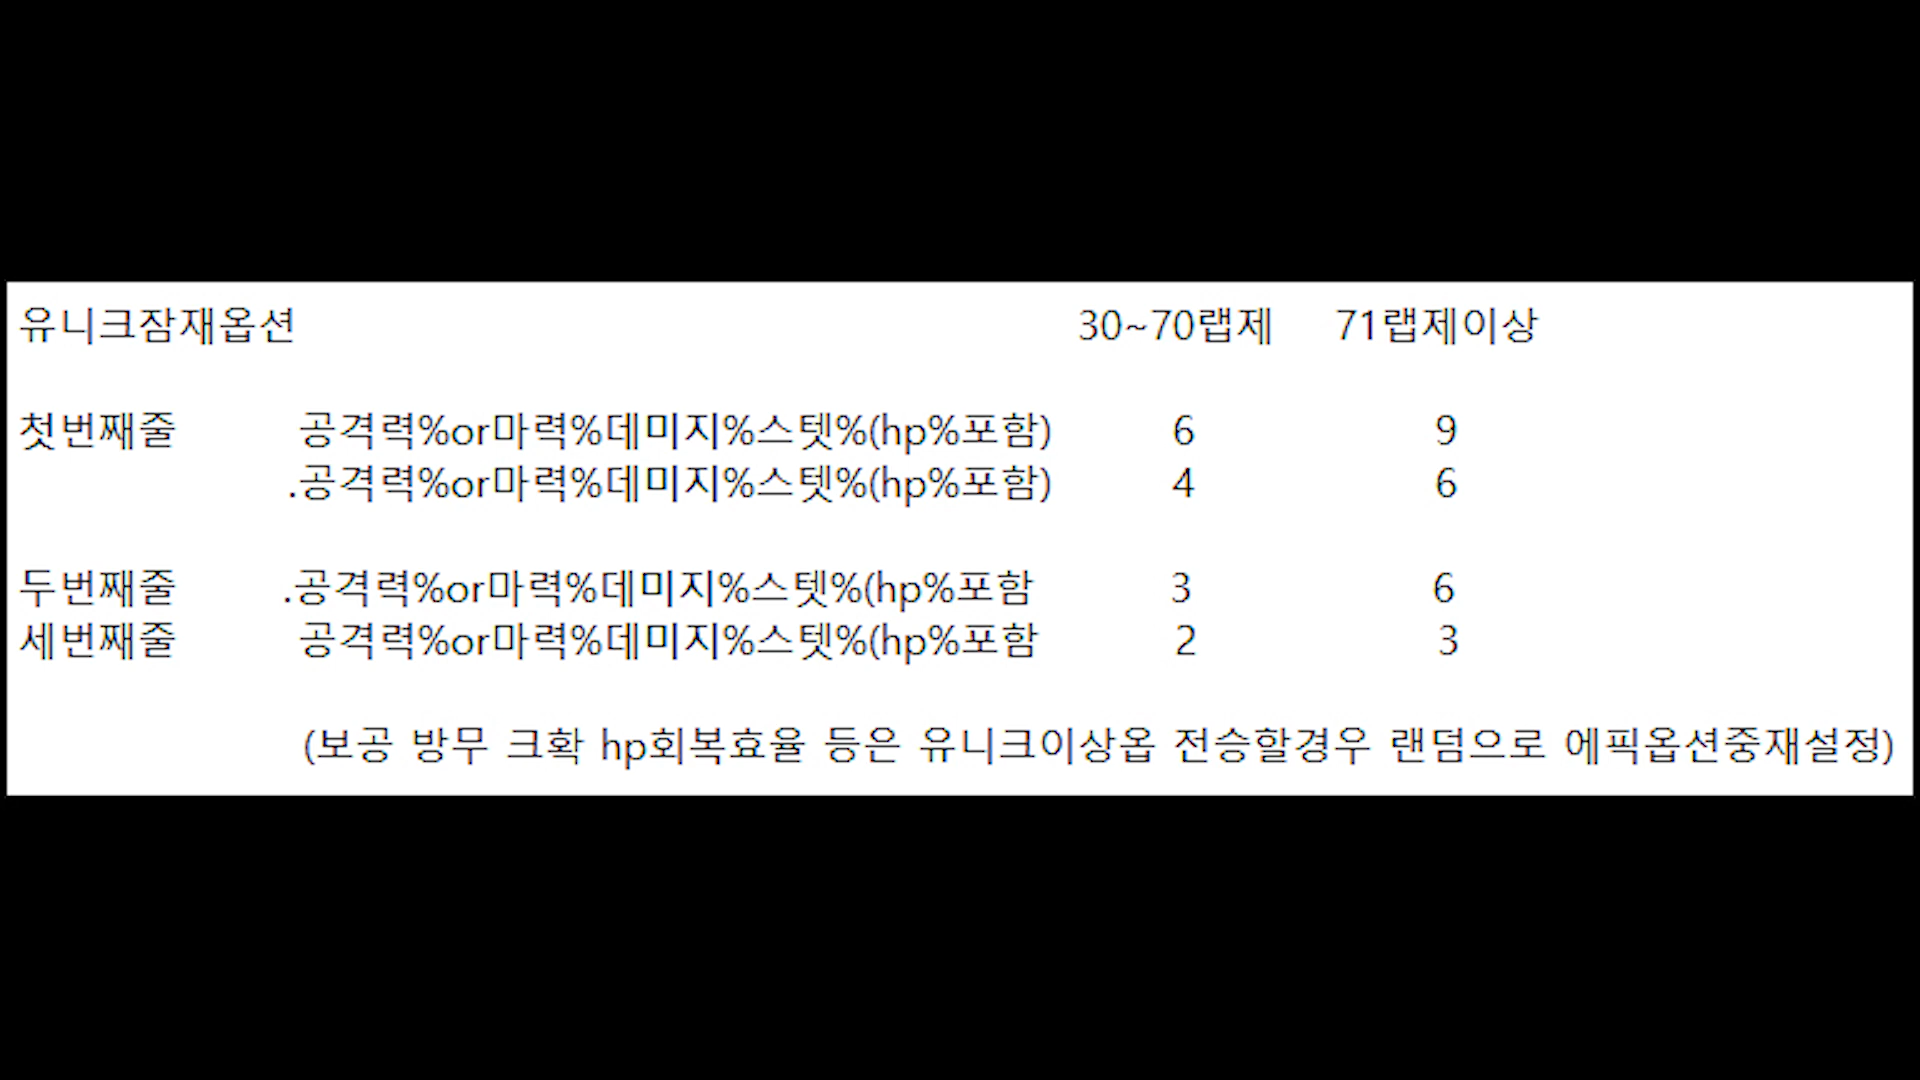 유니크잠재옵션 30~70랩제 71랩제이상
첫번째줄 공격력%or마력%데미지%스텟%(hp%포함) 6 9
.공격력%or마력%데미지%스텟%(hp%포함) 4 6
두번째줄 .공격력%or마력%데미지%스텟%(hp%포함 3 6
세번째줄 공격력%or마력%데미지%스텟%(hp%포함 2 3
(보공 방무 크확 hp회복효율 등은 유니크이상옵 전승할경우 랜덤으로 에픽옵션중재설정)